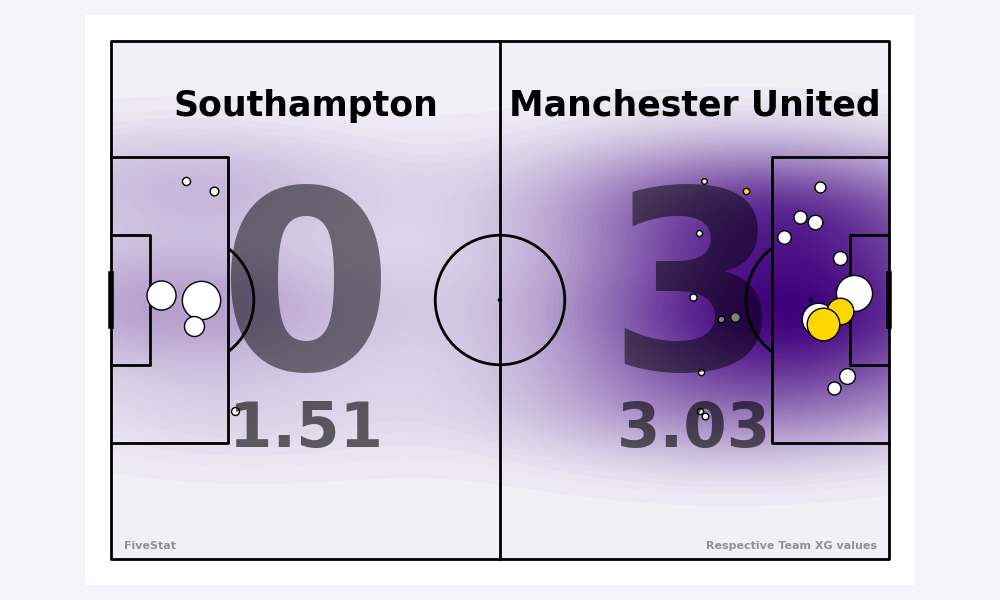 Southampton
Manchester United
0
3
1.51
3.03
FiveStat
Respective Team XG values